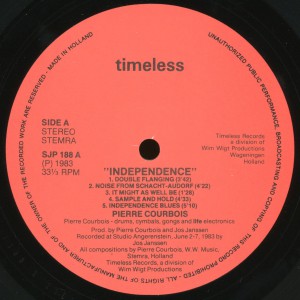 timeless
SIDE A
STEREO
STEMRA
SJP 188 A
(P) 1983
33⅓ RPM
Timeless Records
a division of
Wim Wigt Productions
Wageningen
Holland
"INDEPENDENCE"
1. DOUBLE FLANGING (3'42)
2. NOISE FROM SCHACHT-AUDORF (4'22)
3. IT MIGHT AS WELL BE (1'28)
4. SAMPLE AND HOLD (4'33)
5. INDEPENDENCE BLUES (6'19)
PIERRE COURBOIS
Pierre Courbois - drums, cymbals, gongs and electronics
Prod. by Pierre Courbois and Jos Janssen
Recorded at Studio Angerenstein, June 2-7, 1983 by
Jos Janssen
All compositions by Pierre Courbois, W.W. Music,
Stemra, Holland
Timeless Records, a division of
Wim Wigt Productions
ALL RIGHTS OF THE MANUFACTURER AND OF THE OWNER OF THE RECORDED WORK ARE RESERVED - MADE IN HOLLAND
UNAUTHORIZED PUBLIC PERFORMANCE, BROADCASTING AND COPYING OF THIS RECORD PROHIBITED -